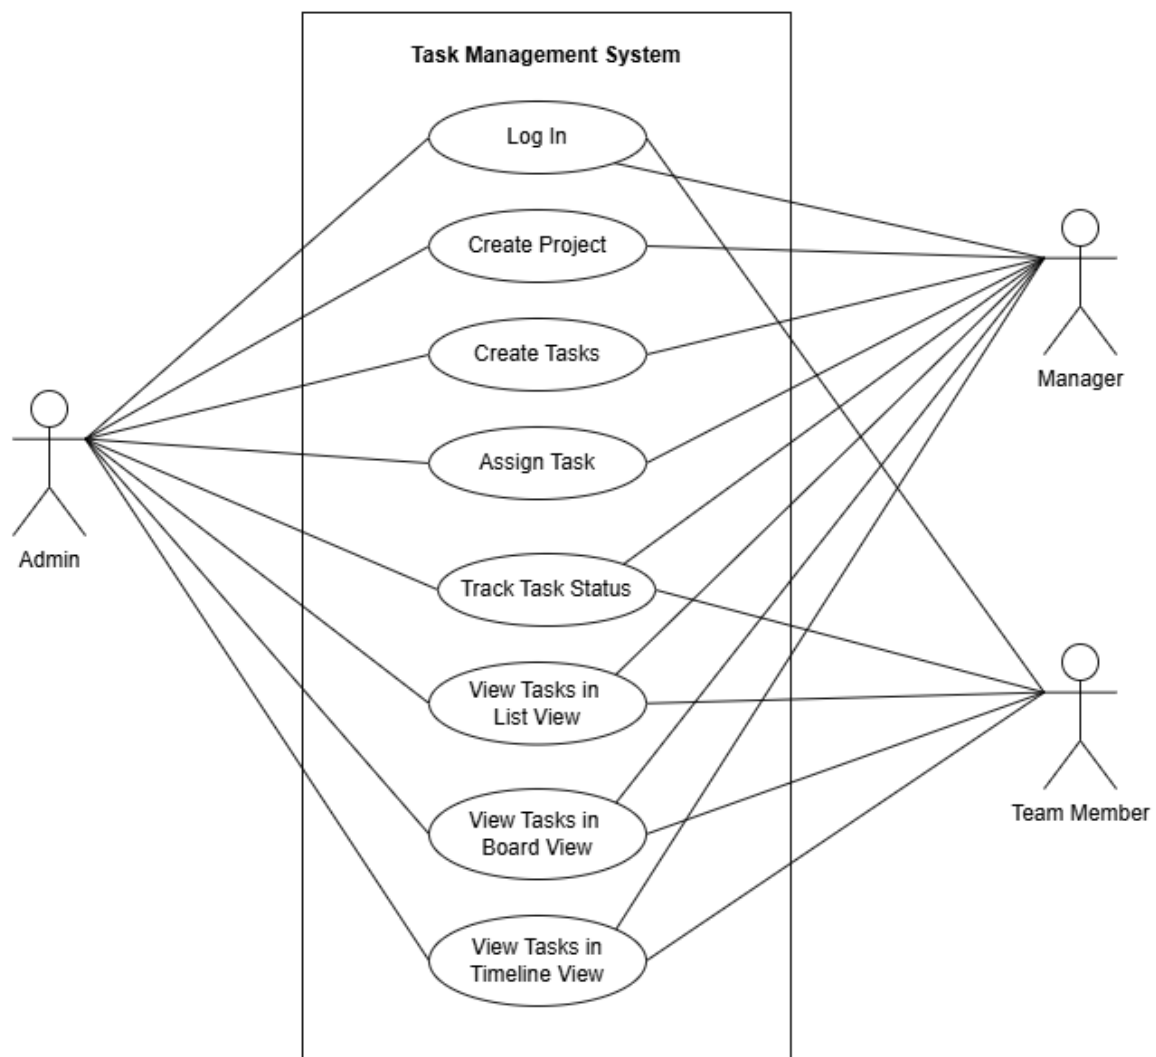 Task Management System
Log In
Create Project
Create Tasks
Assign Task
Track Task Status
View Tasks in
List View
View Tasks in
Board View
View Tasks in
Timeline View
Admin
Manager
Team Member